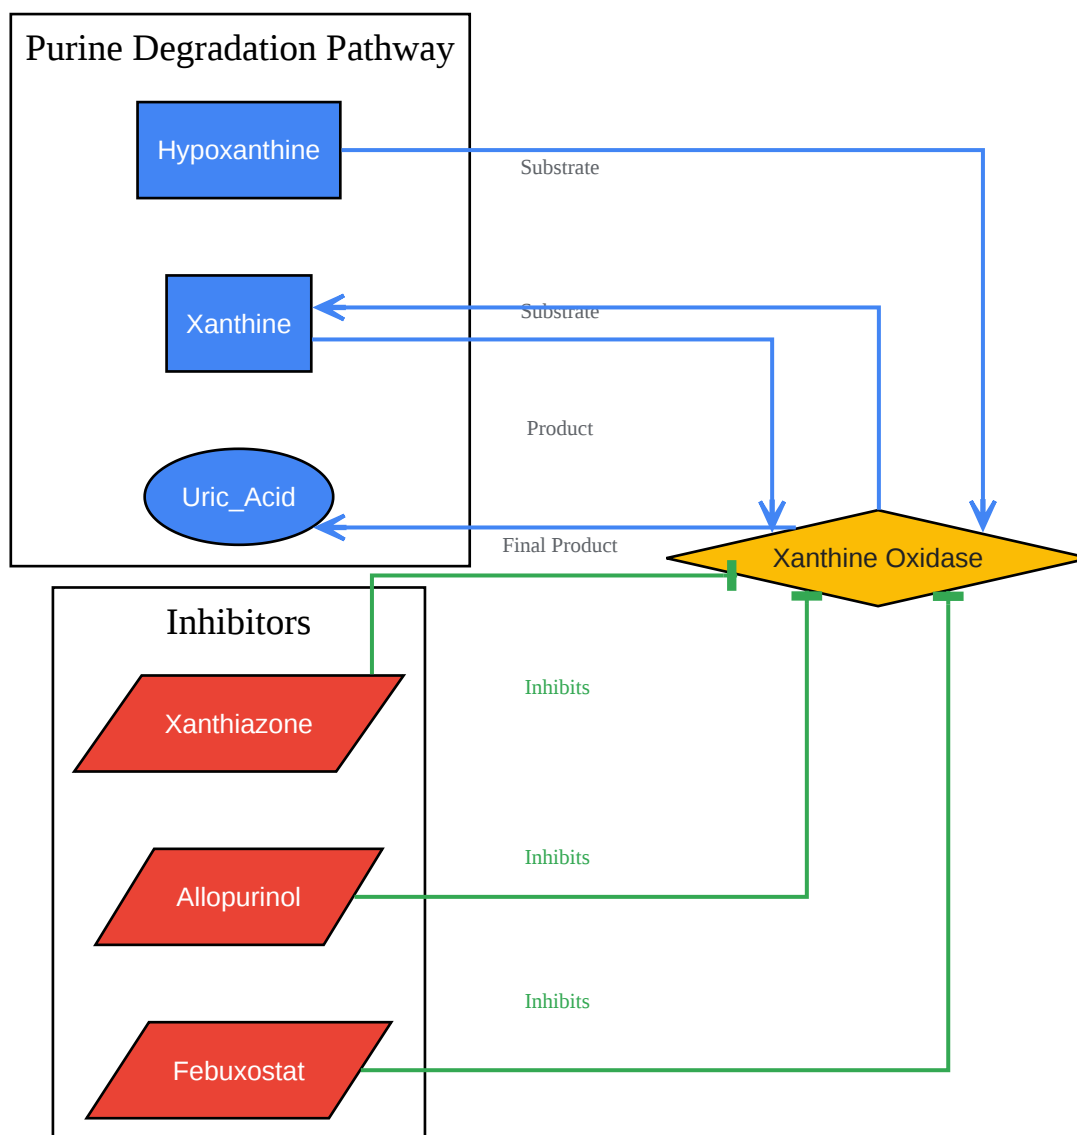 Purine Degradation Pathway
Hypoxanthine
Substrate
Xanthine
Substrate
Product
Uric_Acid
Final Product
Xanthine Oxidase
Inhibitors
Xanthiazone
Inhibits
Allopurinol
Inhibits
Febuxostat
Inhibits